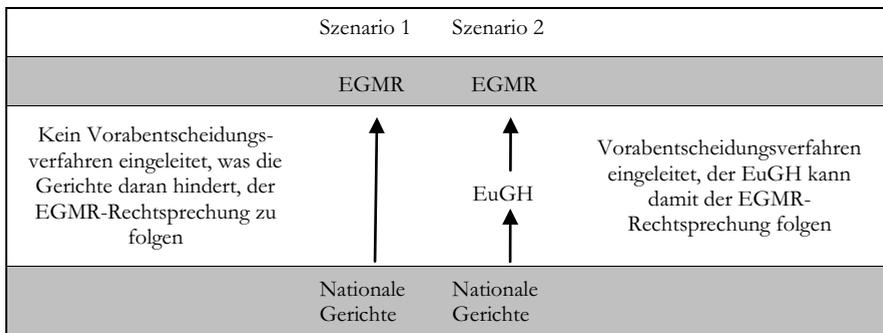 Szenario 1 Szenario 2
EGMR EGMR
Kein Vorabentscheidungs-
verfahren eingeleitet, was die
Gerichte daran hindert, der
EGMR-Rechtsprechung zu
folgen
EuGH
Vorabentscheidungsverfahren
eingeleitet, der EuGH kann
damit der EGMR-
Rechtsprechung folgen
Nationale Nationale
Gerichte Gerichte